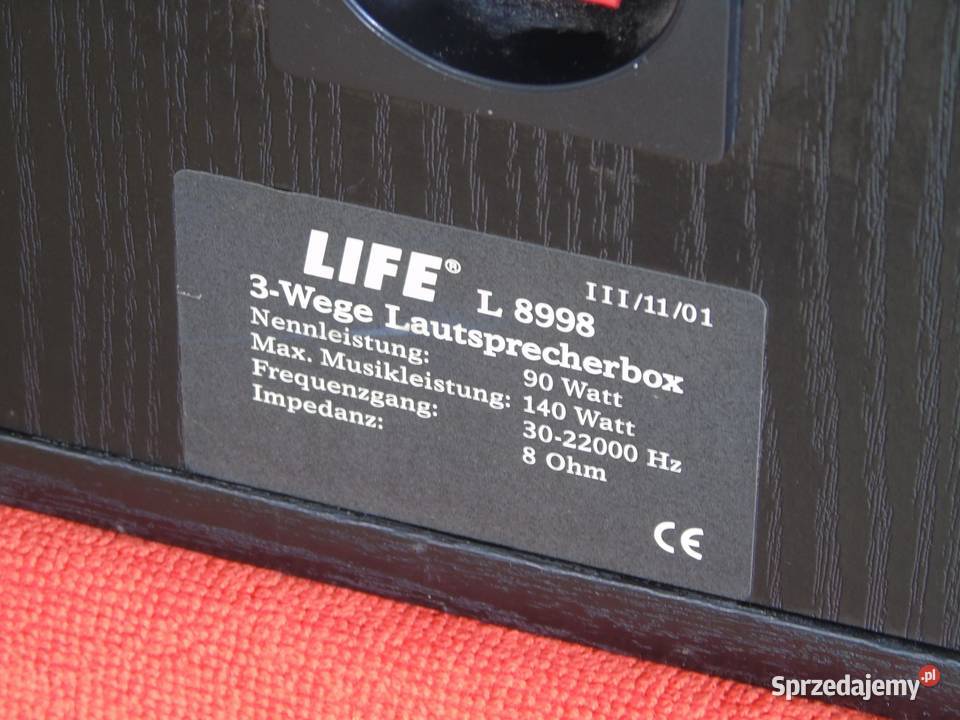 LIFE®
L 8998
III/11/01
3-Wege Lautsprecherbox
Nennleistung: 90 Watt
Max. Musikleistung: 140 Watt
Frequenzgang: 30-22000 Hz
Impedanz: 8 Ohm
CE
Sprzedajemy.pl